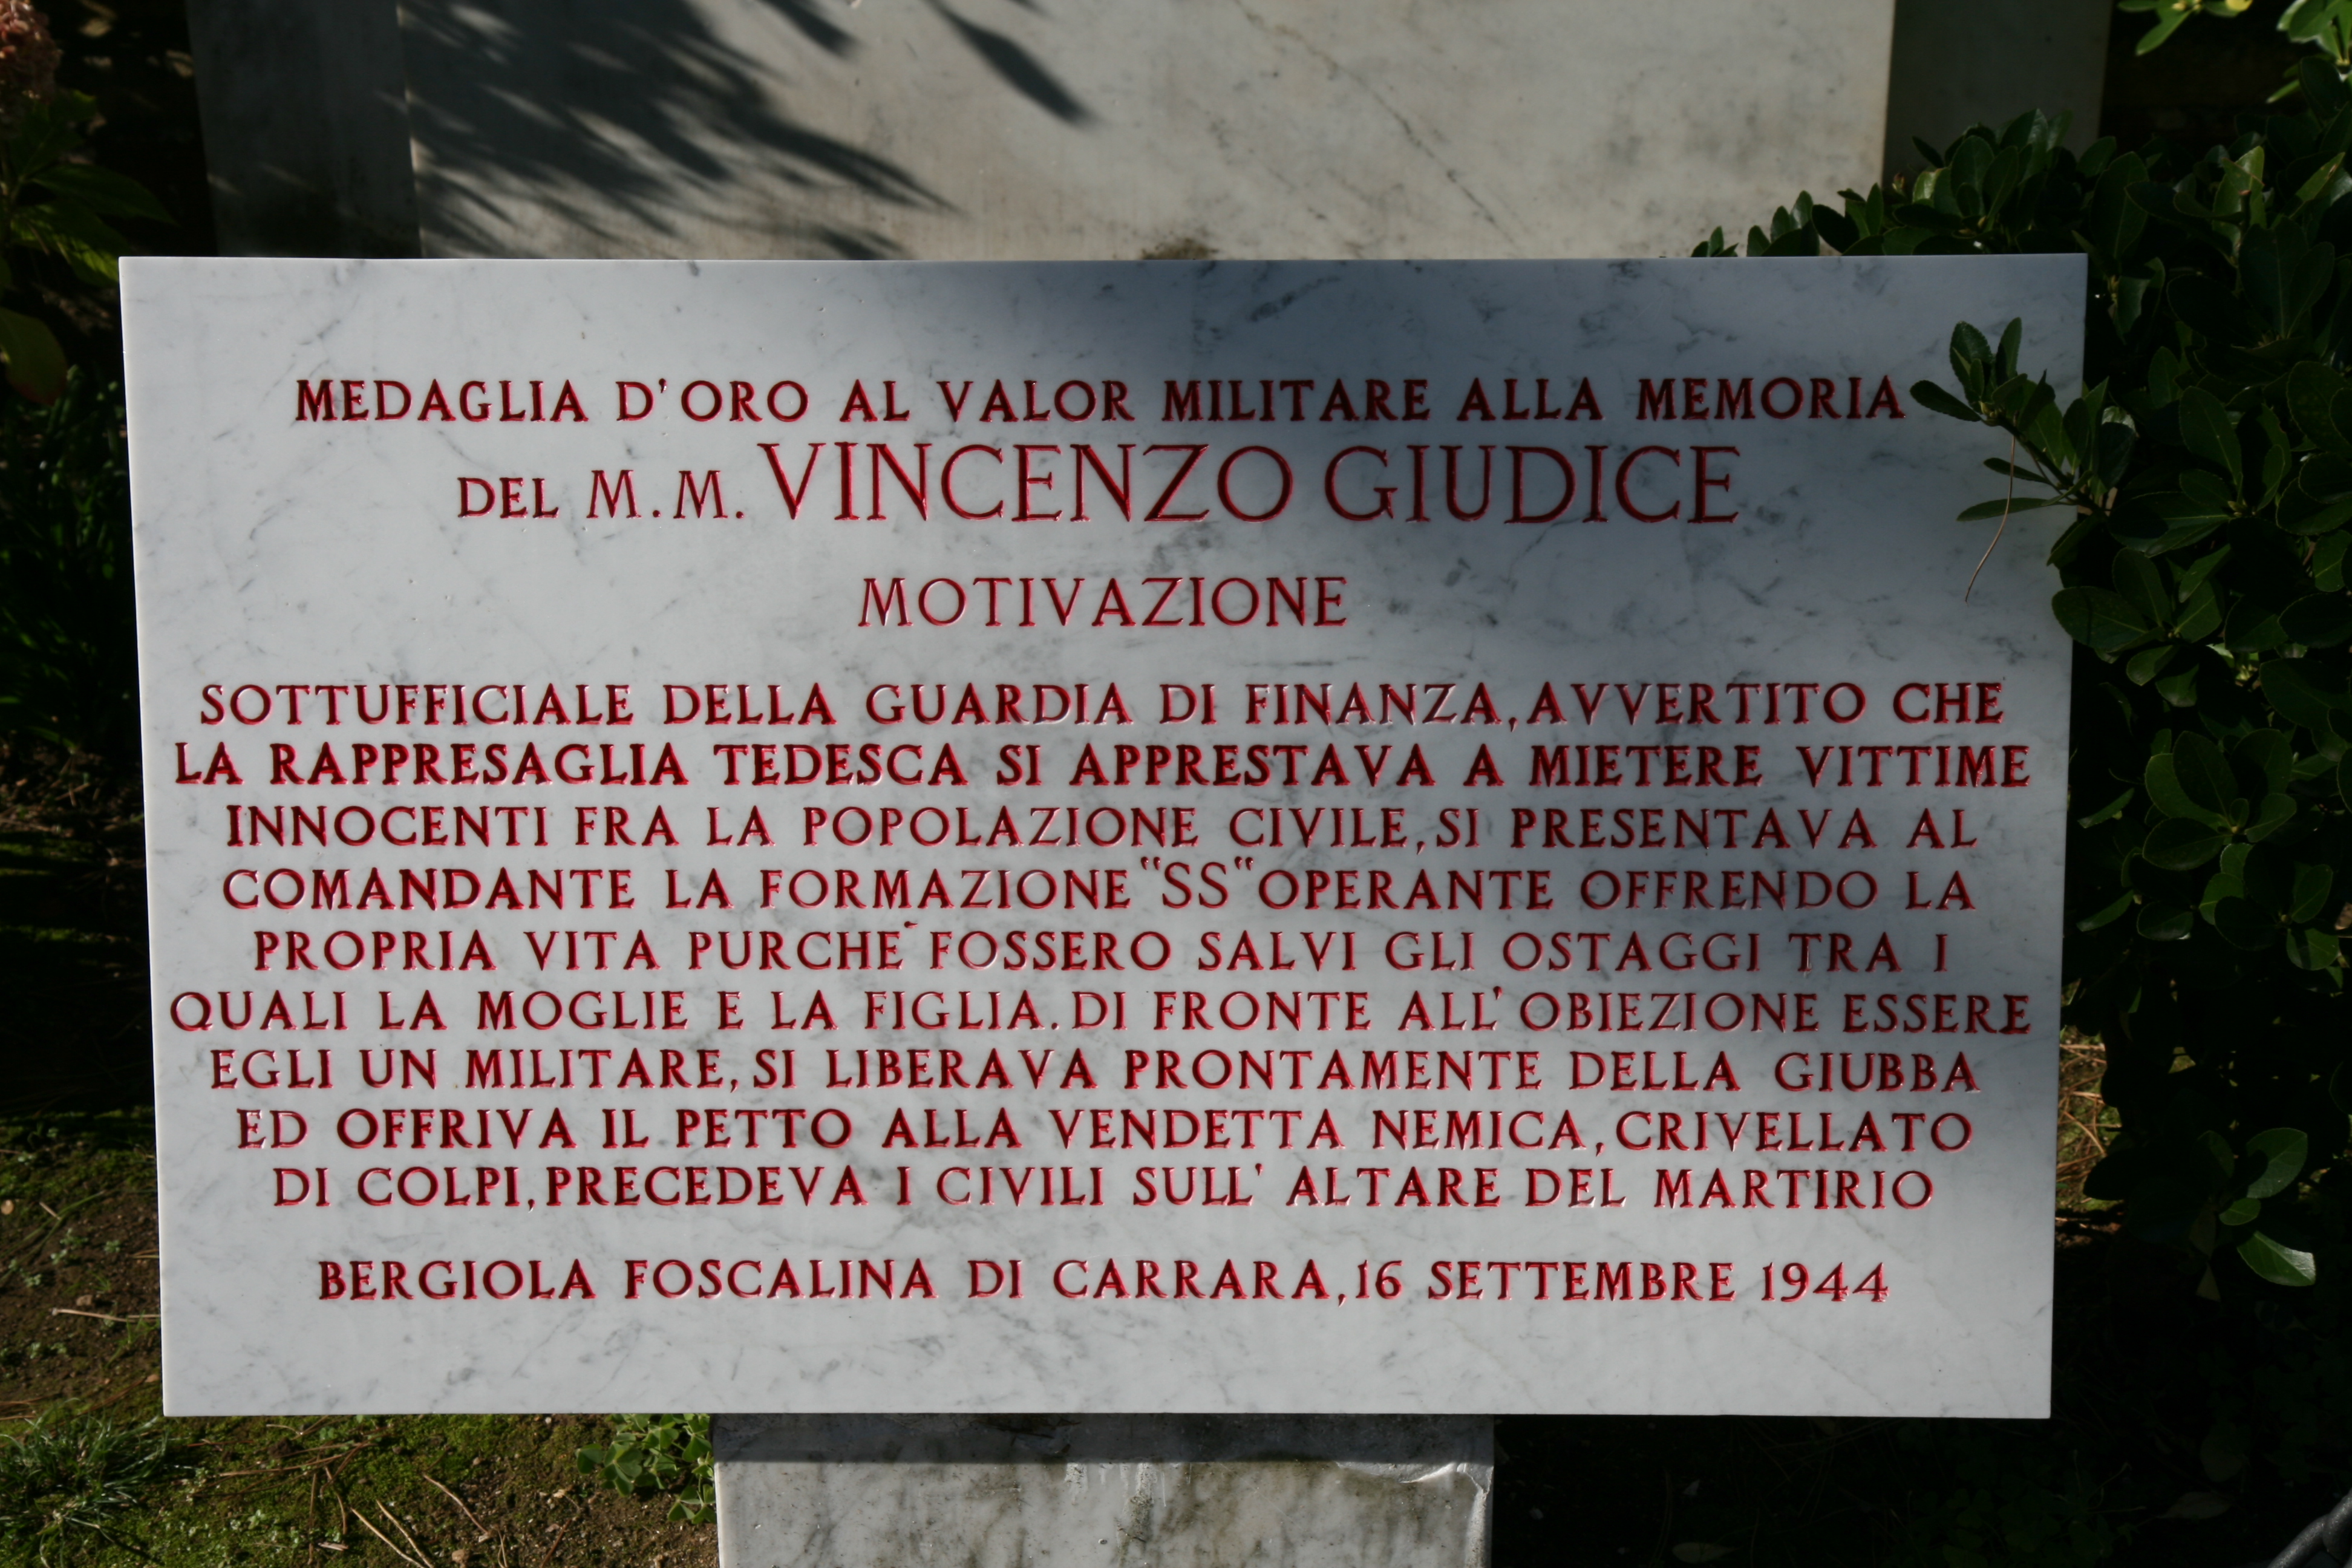 MEDAGLIA D'ORO AL VALOR MILITARE ALLA MEMORIA
DEL M.M. VINCENZO GIUDICE
MOTIVAZIONE
SOTTUFFICIALE DELLA GUARDIA DI FINANZA, AVVERTITO CHE
LA RAPPRESAGLIA TEDESCA SI APPRESTAVA A MIETERE VITTIME
INNOCENTI FRA LA POPOLAZIONE CIVILE, SI PRESENTAVA AL
COMANDANTE LA FORMAZIONE "SS" OPERANTE OFFRENDO LA
PROPRIA VITA PURCHE´ FOSSERO SALVI GLI OSTAGGI TRA I
QUALI LA MOGLIE E LA FIGLIA. DI FRONTE ALL'OBIEZIONE ESSERE
EGLI UN MILITARE, SI LIBERAVA PRONTAMENTE DELLA GIUBBA
ED OFFRIVA IL PETTO ALLA VENDETTA NEMICA, CRIVELLATO
DI COLPI, PRECEDEVA I CIVILI SULL' ALTARE DEL MARTIRIO
BERGIOLA FOSCALINA DI CARRARA, 16 SETTEMBRE 1944